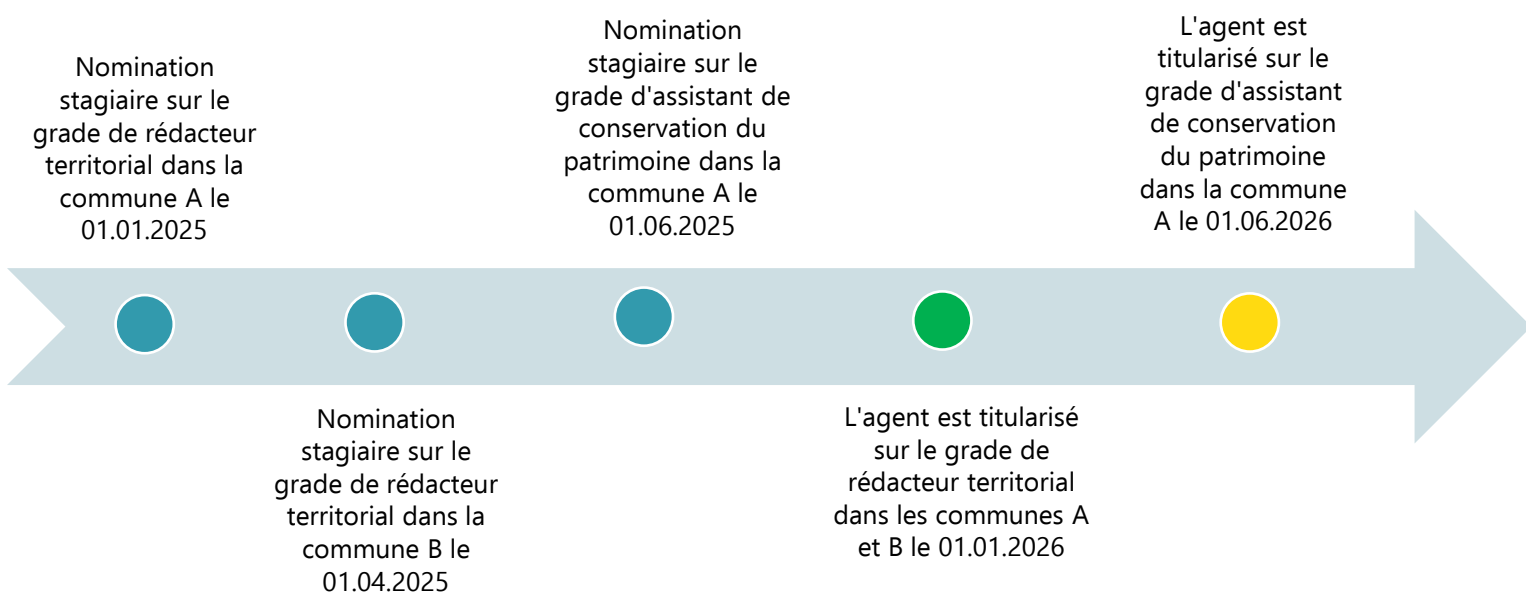 Nomination
stagiaire sur le
grade de rédacteur
territorial dans la
commune A le
01.01.2025
Nomination
stagiaire sur le
grade de rédacteur
territorial dans la
commune B le
01.04.2025
Nomination
stagiaire sur le
grade d'assistant de
conservation du
patrimoine dans la
commune A le
01.06.2025
L'agent est titularisé
sur le grade de
rédacteur territorial
dans les communes A
et B le 01.01.2026
L'agent est
titularisé sur le
grade d'assistant
de conservation
du patrimoine
dans la commune
A le 01.06.2026